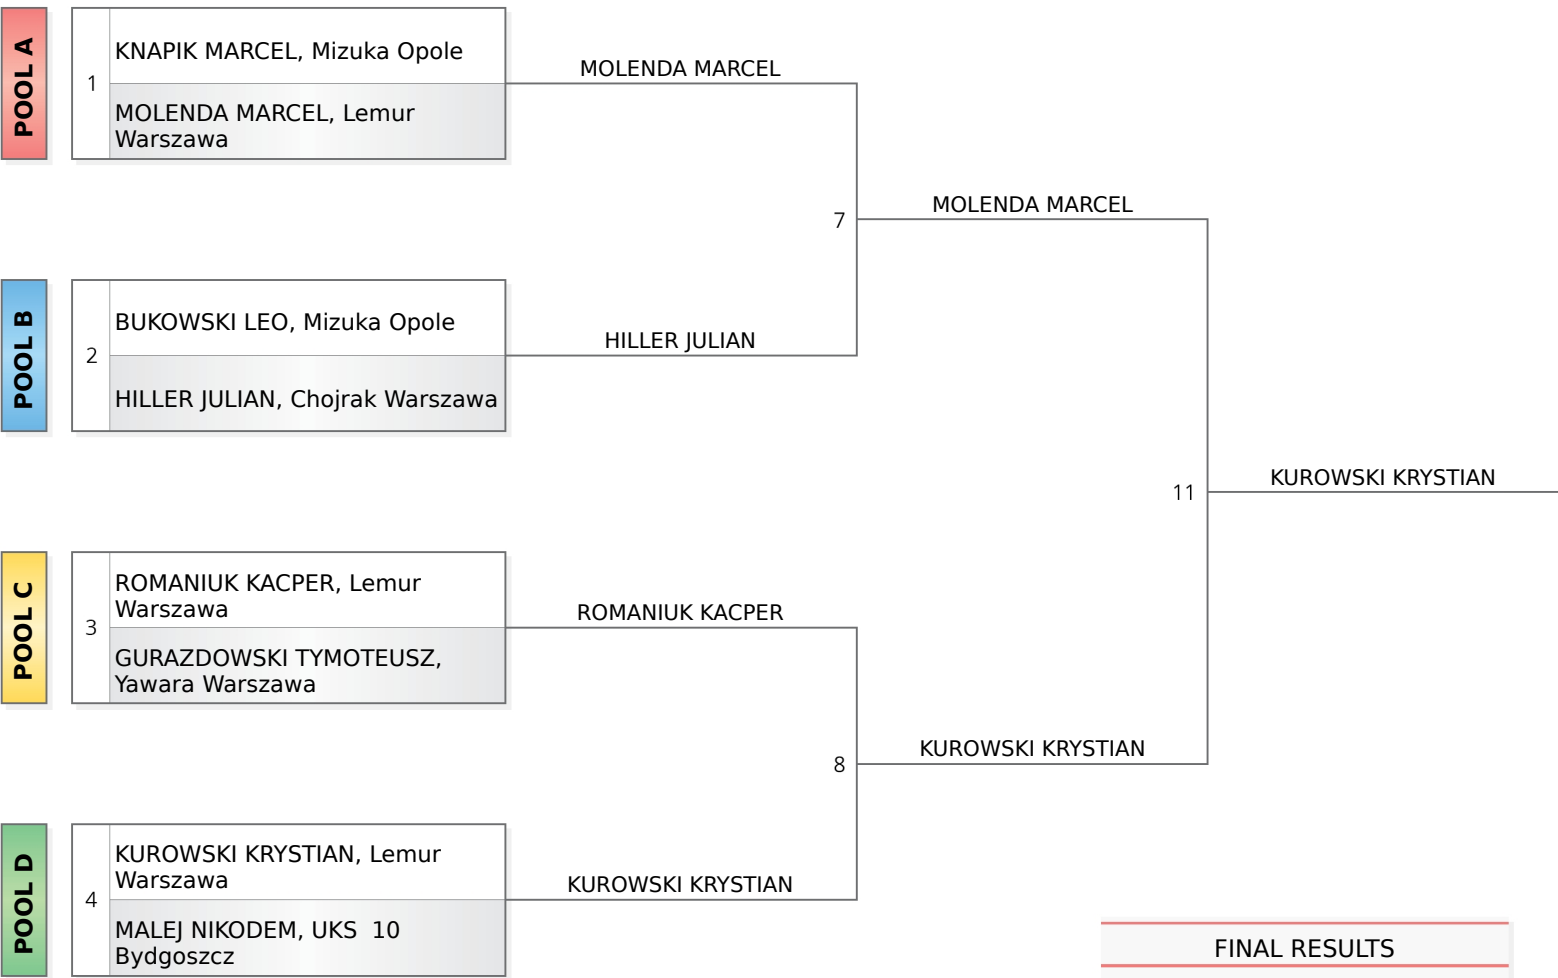 POOL A
1
KNAPIK MARCEL, Mizuka Opole
MOLENDA MARCEL, Lemur
Warszawa
MOLENDA MARCEL
7
MOLENDA MARCEL
POOL B
2
BUKOWSKI LEO, Mizuka Opole
HILLER JULIAN, Chojrak Warszawa
HILLER JULIAN
11
KUROWSKI KRYSTIAN
POOL C
3
ROMANIUK KACPER, Lemur
Warszawa
GURAZDOWSKI TYMOTEUSZ,
Yawara Warszawa
ROMANIUK KACPER
8
KUROWSKI KRYSTIAN
POOL D
4
KUROWSKI KRYSTIAN, Lemur
Warszawa
MALEJ NIKODEM, UKS  10
Bydgoszcz
KUROWSKI KRYSTIAN
FINAL RESULTS